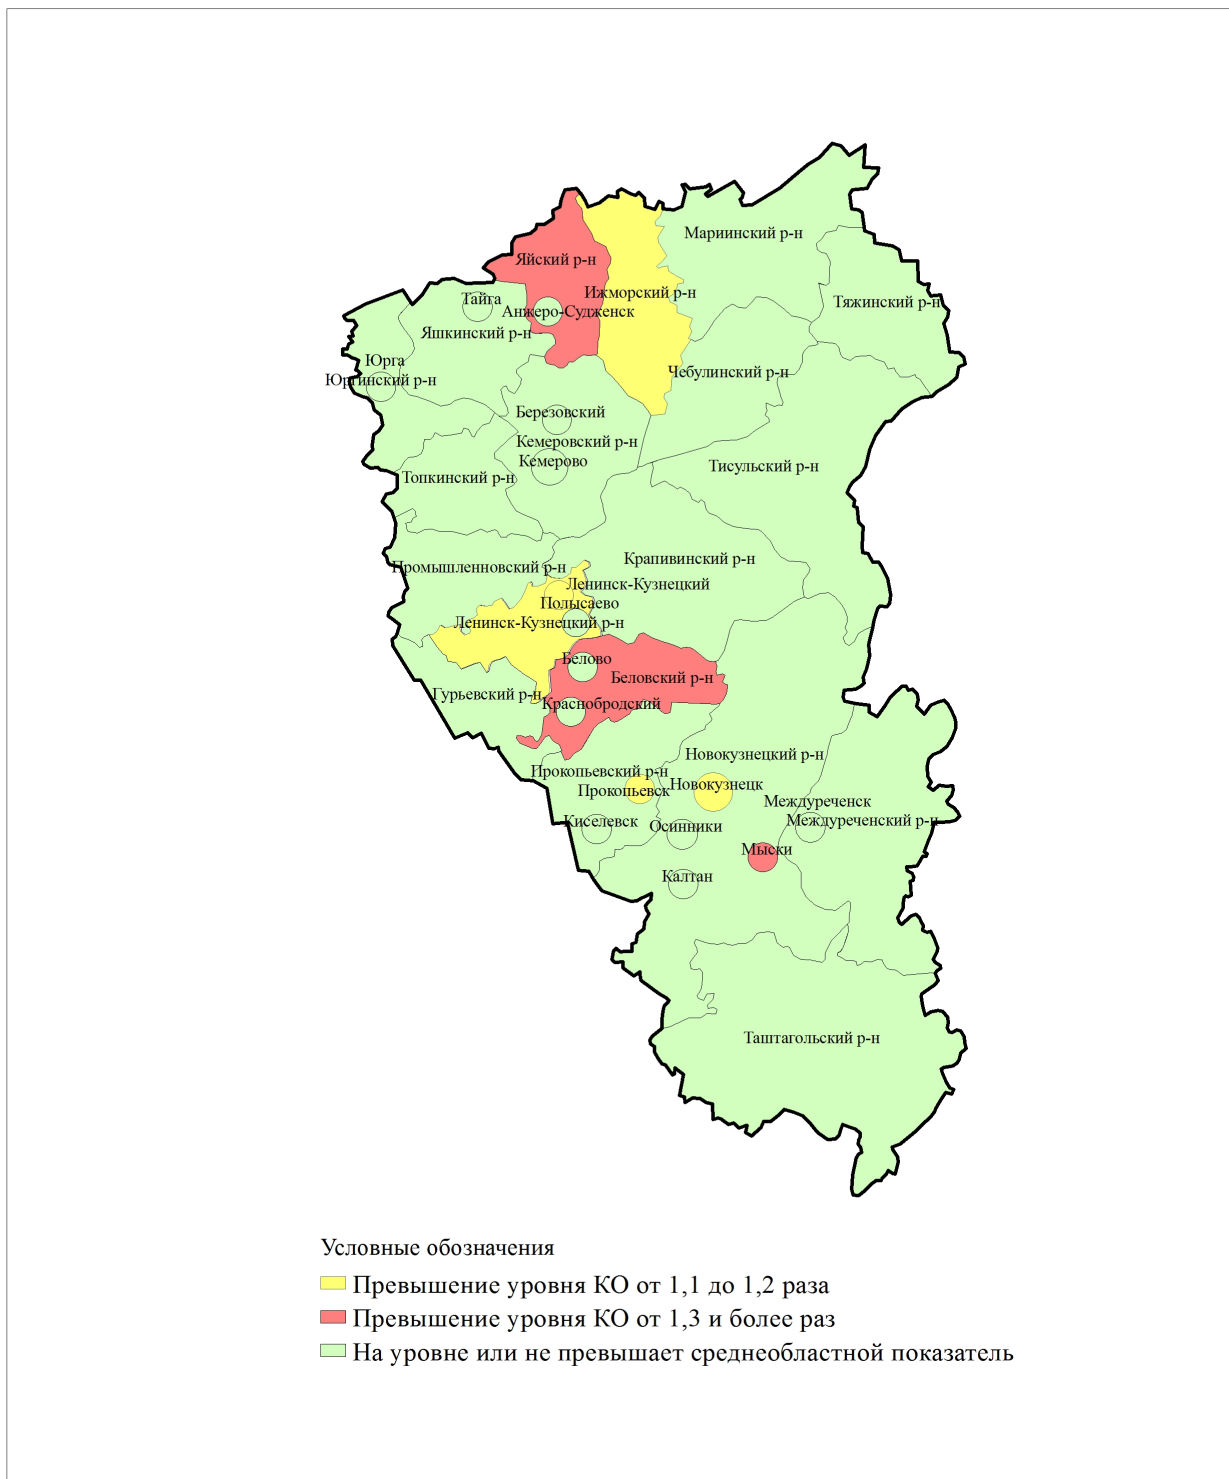 Мариинский р-н
Яйский р-н
Ижморский р-н
Тяжинский р-н
Тайга
Анжеро-Судженск
Яшкинский р-н
Юрга
Юргинский р-н
Чебулинский р-н
Березовский
Кемеровский р-н
Кемерово
Тисульский р-н
Топкинский р-н
Крапивинский р-н
Промышленновский р-н
Ленинск-Кузнецкий
Полысаево
Ленинск-Кузнецкий р-н
Белово
Беловский р-н
Гурьевский р-н
Краснобродский
Новокузнецкий р-н
Прокопьевский р-н
Прокопьевск
Новокузнецк
Междуреченск
Междуреченский р-н
Киселевск
Осинники
Мыски
Калтан
Таштагольский р-н
Условные обозначения
Превышение уровня КО от 1,1 до 1,2 раза
Превышение уровня КО от 1,3 и более раз
На уровне или не превышает среднеобластной показатель